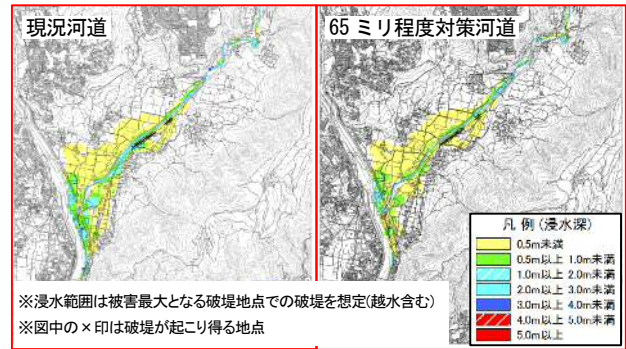 現況河道
65 ミリ程度対策河道
※浸水範囲は被害最大となる破堤地点での破堤を想定(越水含む)
※図中の×印は破堤が起こり得る地点
凡 例 (浸水深)
0.5m未満
0.5m以上 1.0m未満
1.0m以上 2.0m未満
2.0m以上 3.0m未満
3.0m以上 4.0m未満
4.0m以上 5.0m未満
5.0m以上